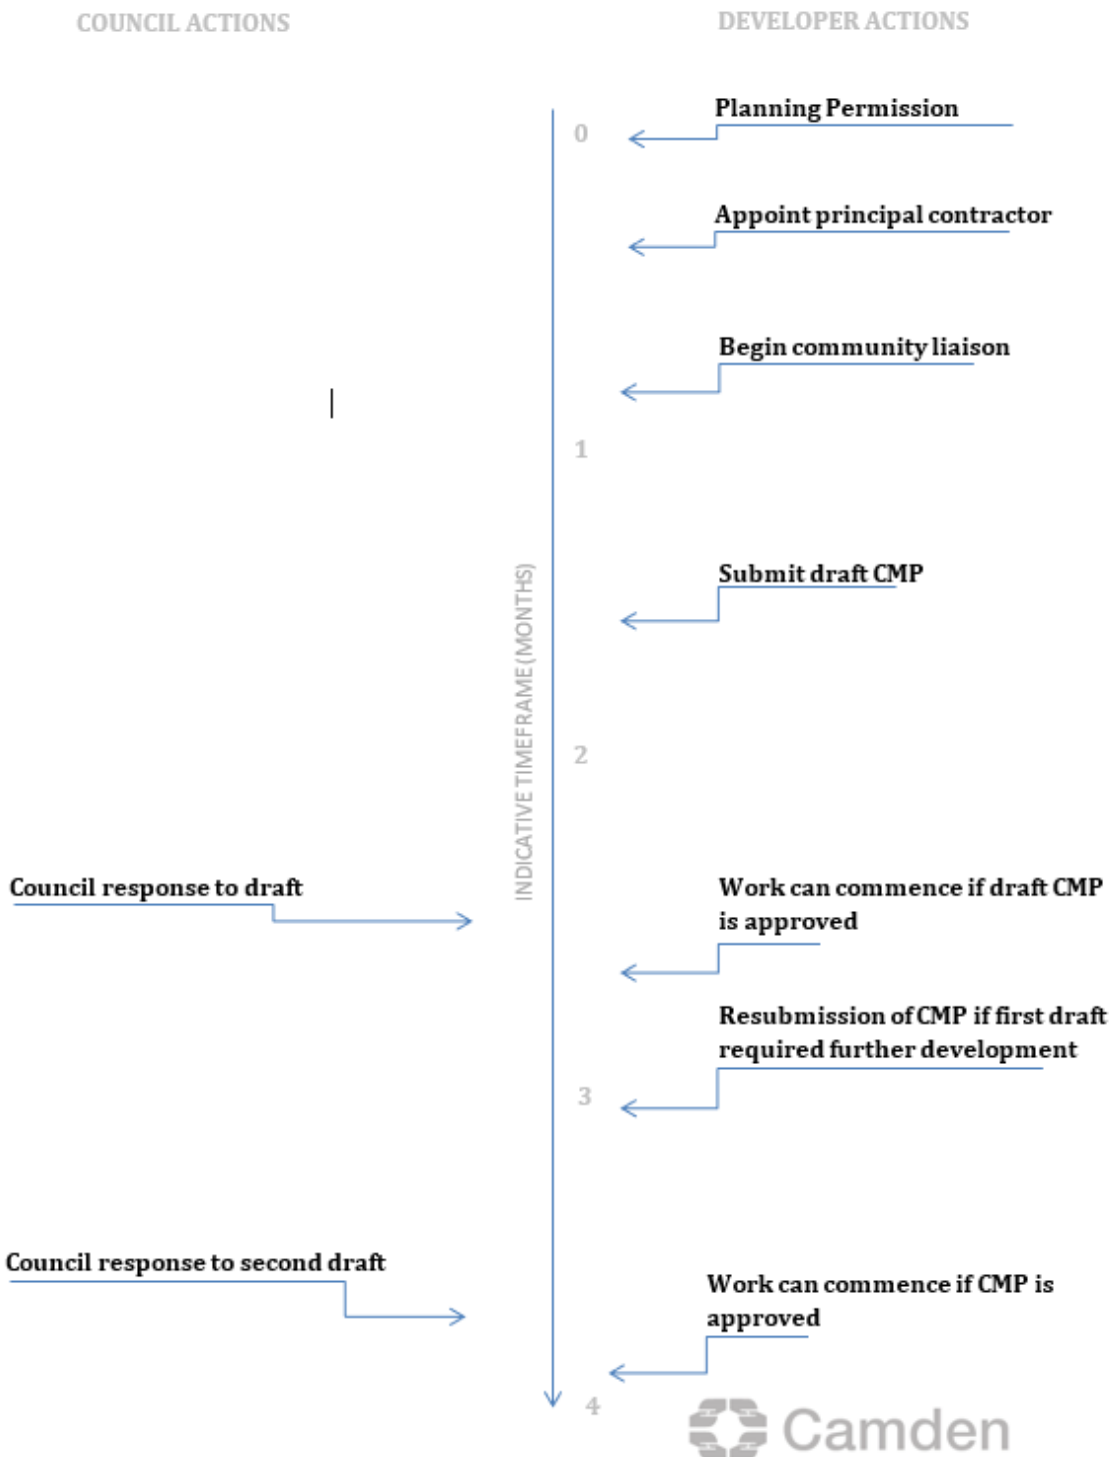 COUNCIL ACTIONS
DEVELOPER ACTIONS
Planning Permission
0
Appoint principal contractor
Begin community liaison
1
Submit draft CMP
INDICATIVE TIMEFRAME (MONTHS)
2
Council response to draft
Work can commence if draft CMP
is approved
Resubmission of CMP if first draft
required further development
3
Council response to second draft
Work can commence if CMP is
approved
4
Camden